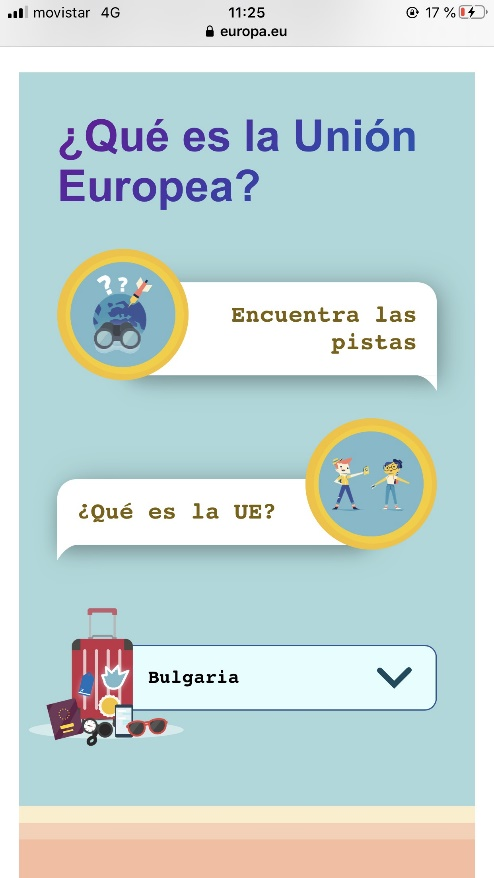 movistar 4G 11:25 17 %
europa.eu
¿Qué es la Unión
Europea?
? ?
Encuentra las
pistas
¿Qué es la UE?
Bulgaria